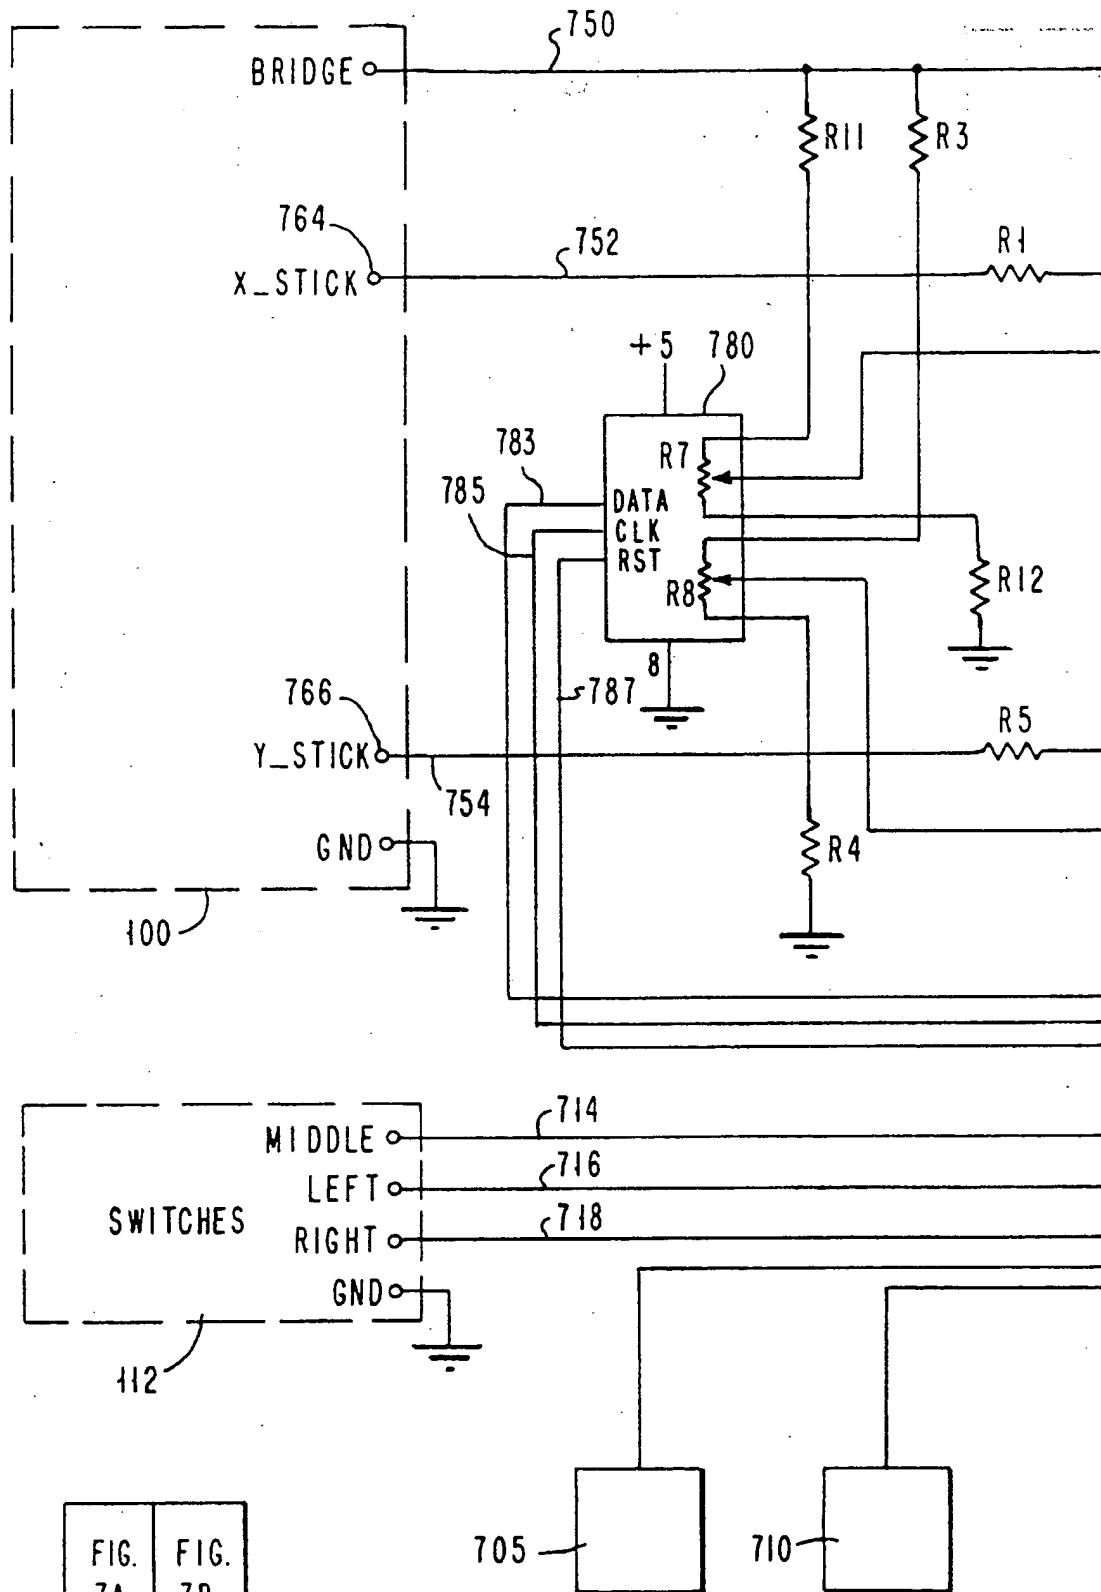 750
BRIDGE
R11
R3
764
752
R1
X_STICK
+5
780
783
R7
785
DATA
CLK
RST
R8
R12
8
787
766
R5
Y_STICK
754
GND
R4
100
714
MIDDLE
716
LEFT
718
SWITCHES
RIGHT
GND
112
705
710
FIG.
7A
FIG.
7B